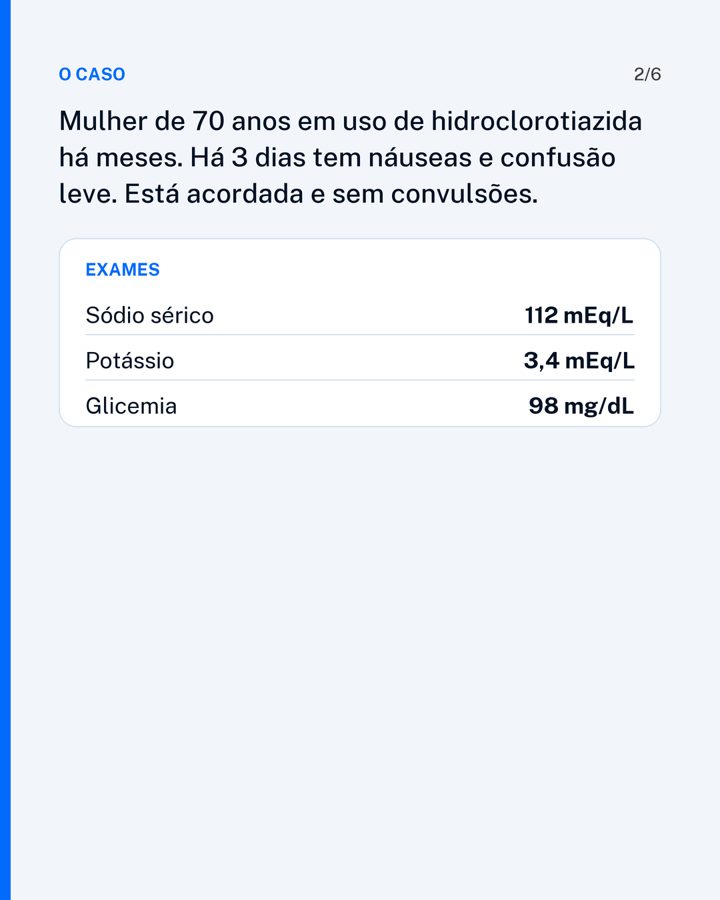 O CASO
2/6
Mulher de 70 anos em uso de hidroclorotiazida
há meses. Há 3 dias tem náuseas e confusão
leve. Está acordada e sem convulsões.
EXAMES
Sódio sérico 112 mEq/L
Potássio 3,4 mEq/L
Glicemia 98 mg/dL